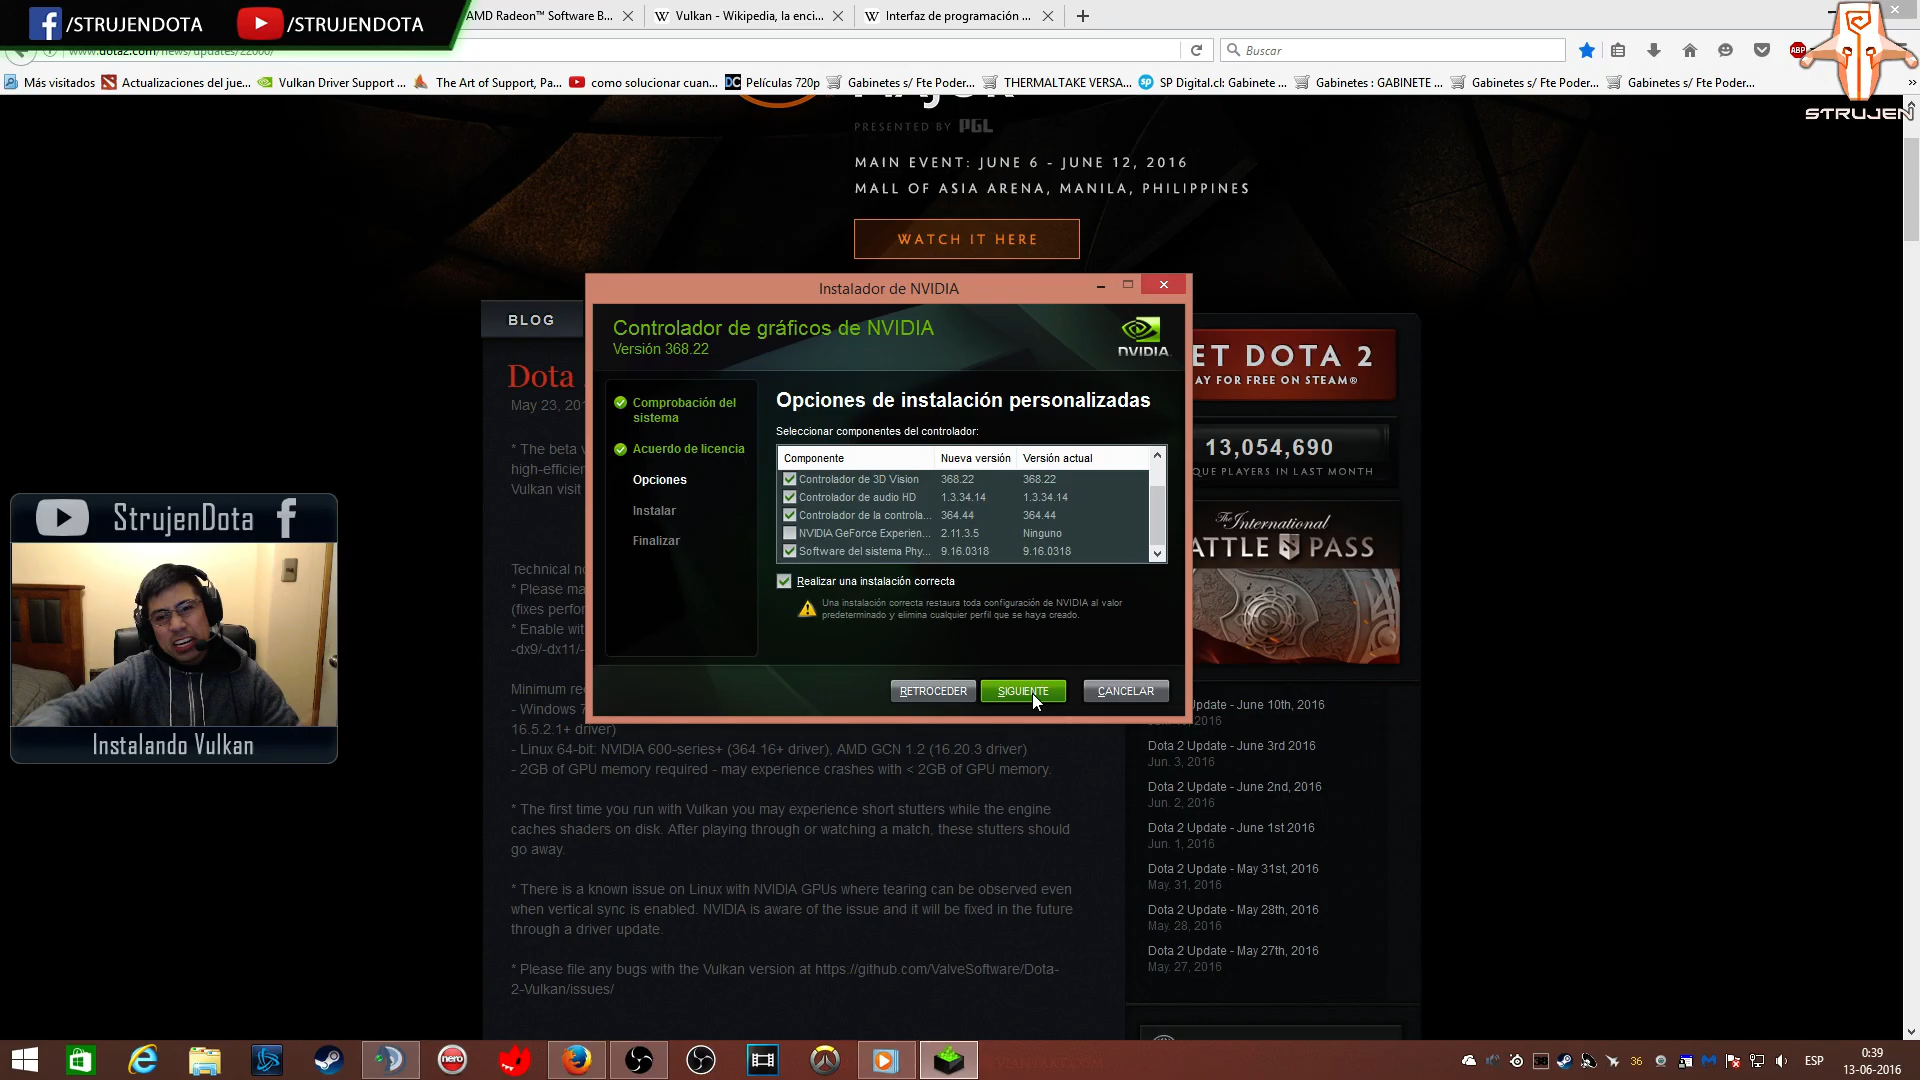 /STRUJENDOTA
/STRUJENDOTA
AMD Radeon™ Software B...
Vulkan - Wikipedia, la enci...
Interfaz de programación ...
www.dota2.com/news/updates/22000/
Buscar
ABP
Más visitados
Actualizaciones del jue...
Vulkan Driver Support ...
The Art of Support, Pa...
como solucionar cuan...
Películas 720p
Gabinetes s/ Fte Poder...
THERMALTAKE VERSA...
SP Digital.cl: Gabinete ...
Gabinetes : GABINETE ...
Gabinetes s/ Fte Poder...
Gabinetes s/ Fte Poder...
STRUJEN
PRESENTED BY PGL
MAIN EVENT: JUNE 6 - JUNE 12, 2016
MALL OF ASIA ARENA, MANILA, PHILIPPINES
WATCH IT HERE
BLOG
Dota
May 23, 201
* The beta v
high-efficien
Vulkan visit
Technical no
* Please ma
(fixes perfor
* Enable wit
-dx9/-dx11/-
Minimum re
- Windows 7
16.5.2.1+ driver)
- Linux 64-bit: NVIDIA 600-series+ (364.16+ driver), AMD GCN 1.2 (16.20.3 driver)
- 2GB of GPU memory required - may experience crashes with < 2GB of GPU memory.
* The first time you run with Vulkan you may experience short stutters while the engine
caches shaders on disk. After playing through or watching a match, these stutters should
go away.
* There is a known issue on Linux with NVIDIA GPUs where tearing can be observed even
when vertical sync is enabled. NVIDIA is aware of the issue and it will be fixed in the future
through a driver update.
* Please file any bugs with the Vulkan version at https://github.com/ValveSoftware/Dota-
2-Vulkan/issues/
Instalador de NVIDIA
Controlador de gráficos de NVIDIA
Versión 368.22
NVIDIA.
Comprobación del
sistema
Acuerdo de licencia
Opciones
Instalar
Finalizar
Opciones de instalación personalizadas
Seleccionar componentes del controlador:
Componente Nueva versión Versión actual
Controlador de 3D Vision 368.22 368.22
Controlador de audio HD 1.3.34.14 1.3.34.14
Controlador de la controla... 364.44 364.44
NVIDIA GeForce Experien... 2.11.3.5 Ninguno
Software del sistema Phy... 9.16.0318 9.16.0318
Realizar una instalación correcta
Una instalación correcta restaura toda configuración de NVIDIA al valor
predeterminado y elimina cualquier perfil que se haya creado.
RETROCEDER
SIGUIENTE
CANCELAR
ET DOTA 2
AY FOR FREE ON STEAM®
13,054,690
QUE PLAYERS IN LAST MONTH
The International
ATTLE PASS
pdate - June 10th, 2016
Dota 2 Update - June 3rd 2016
Jun. 3, 2016
Dota 2 Update - June 2nd, 2016
Jun. 2, 2016
Dota 2 Update - June 1st 2016
Jun. 1, 2016
Dota 2 Update - May 31st, 2016
May. 31, 2016
Dota 2 Update - May 28th, 2016
May. 28, 2016
Dota 2 Update - May 27th, 2016
May. 27, 2016
StrujenDota
Instalando Vulkan
nero
36
ESP
0:39
13-06-2016